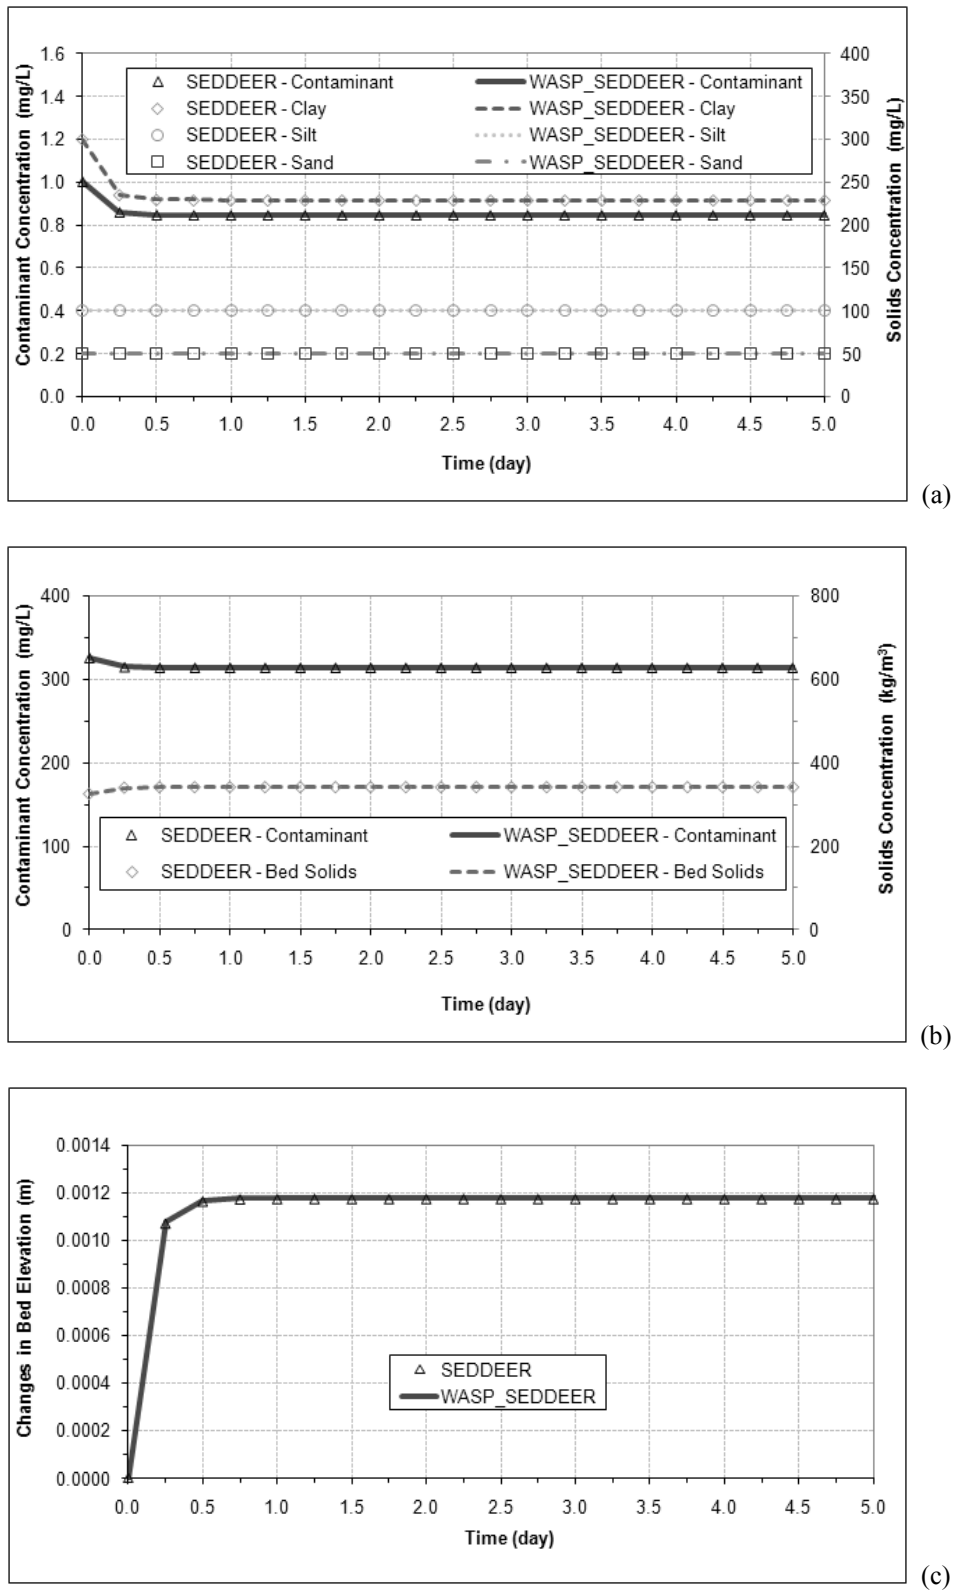 1.6 400
SEDDEER - Contaminant WASP_SEDDEER - Contaminant
1.4 350
SEDDEER - Clay WASP_SEDDEER - Clay
1.2 300
SEDDEER - Silt WASP_SEDDEER - Silt
SEDDEER - Sand WASP_SEDDEER - Sand
1.0 250
0.8 200
0.6 150
0.4 100
0.2 50
0.0 0
Contaminant Concentration (mg/L)
Solids Concentration (mg/L)
0.0 0.5 1.0 1.5 2.0 2.5 3.0 3.5 4.0 4.5 5.0
Time (day)
(a)
400 800
300 600
200 400
SEDDEER - Contaminant WASP_SEDDEER - Contaminant
100 200
SEDDEER - Bed Solids WASP_SEDDEER - Bed Solids
0 0
Contaminant Concentration (mg/L)
Solids Concentration (kg/m³)
0.0 0.5 1.0 1.5 2.0 2.5 3.0 3.5 4.0 4.5 5.0
Time (day)
(b)
0.0014
0.0012
0.0010
0.0008
0.0006
SEDDEER
0.0004
WASP_SEDDEER
0.0002
0.0000
Changes in Bed Elevation (m)
0.0 0.5 1.0 1.5 2.0 2.5 3.0 3.5 4.0 4.5 5.0
Time (day)
(c)